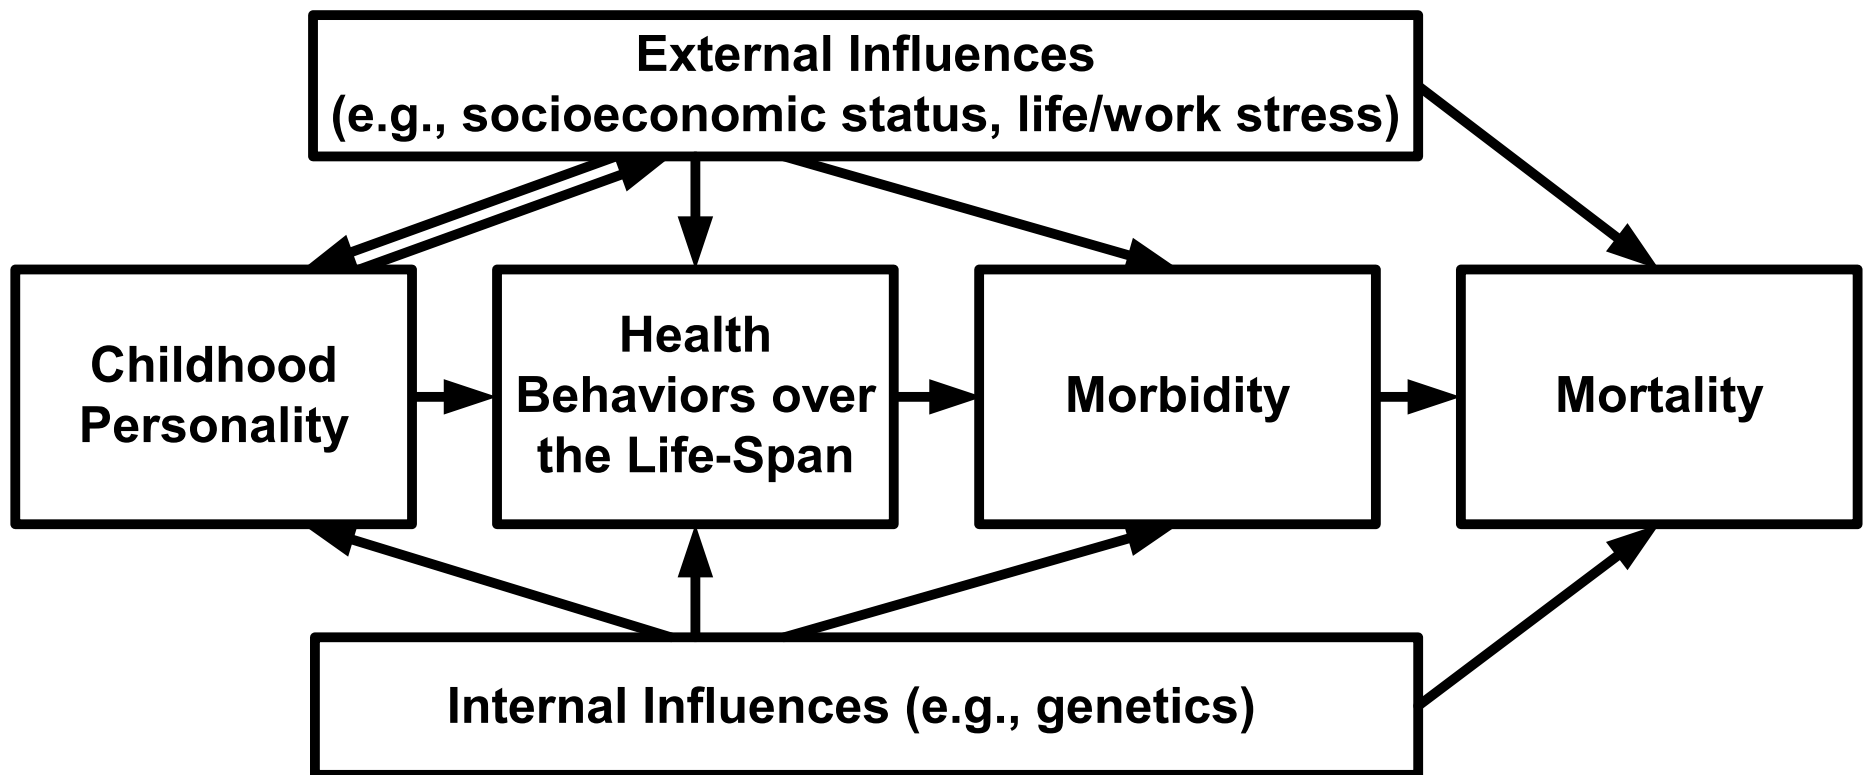 External Influences
(e.g., socioeconomic status, life/work stress)
Childhood
Personality
Health
Behaviors over
the Life-Span
Morbidity
Mortality
Internal Influences (e.g., genetics)